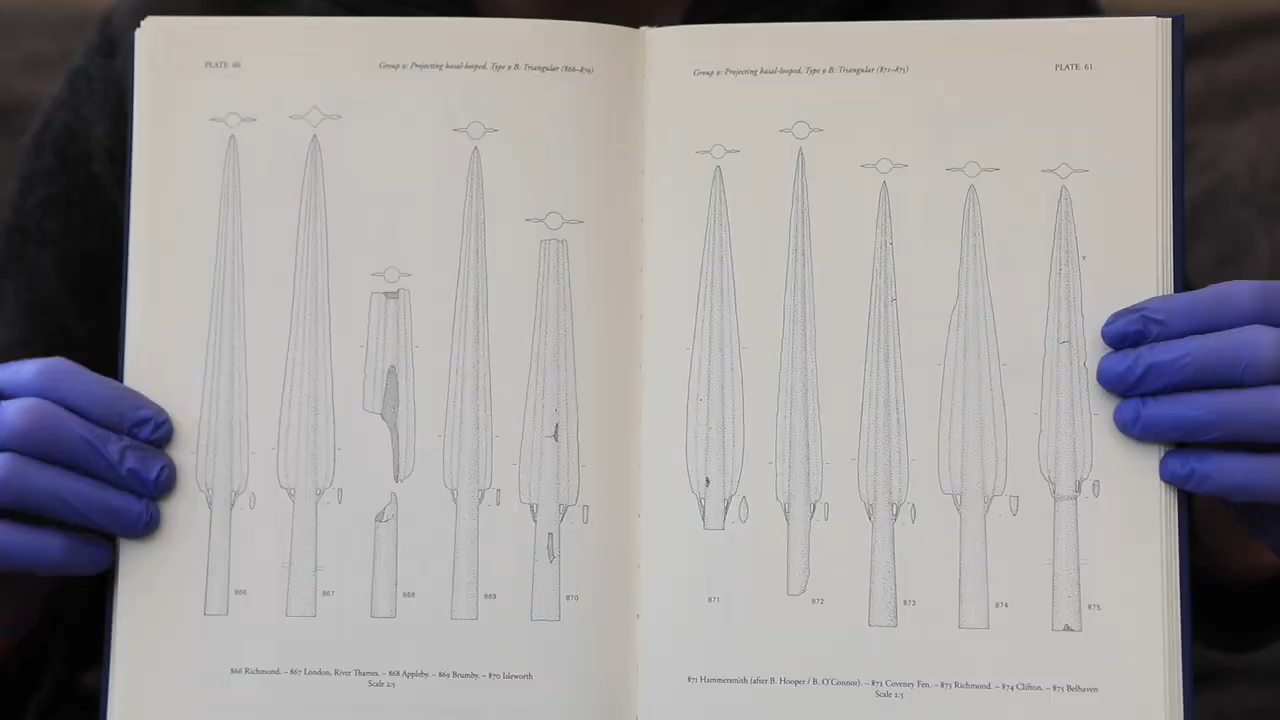 PLATE 60
Group 9: Projecting basal-looped, Type 9 B: Triangular (866–870)
866
867
868
869
870
866 Richmond. – 867 London, River Thames. – 868 Appleby. – 869 Brumby. – 870 Isleworth
Scale 2:5
Group 9: Projecting basal-looped, Type 9 B: Triangular (871–875)
PLATE 61
871
872
873
874
875
871 Hammersmith (after B. Hooper / B. O'Connor). – 872 Coveney Fen. – 873 Richmond. – 874 Clifton. – 875 Belhaven
Scale 2:5